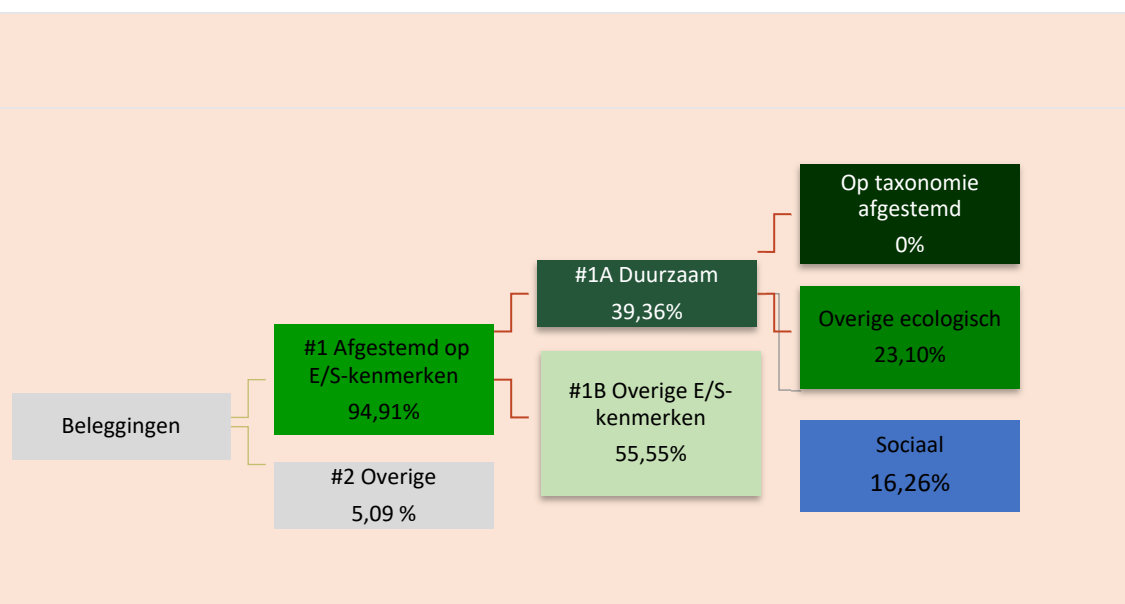 Beleggingen
#1 Afgestemd op
E/S-kenmerken
94,91%
#2 Overige
5,09 %
#1A Duurzaam
39,36%
#1B Overige E/S-
kenmerken
55,55%
Op taxonomie
afgestemd
0%
Overige ecologisch
23,10%
Sociaal
16,26%